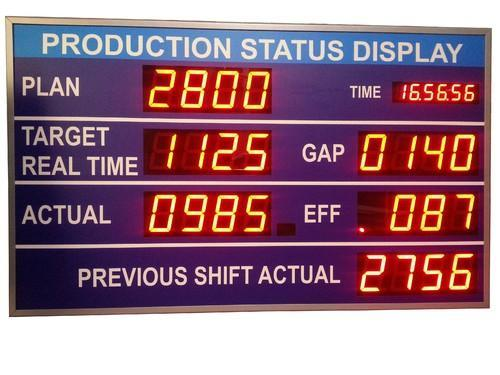 PRODUCTION STATUS DISPLAY
PLAN 2800 TIME 16.56.56
TARGET
REAL TIME 1125 GAP 0140
ACTUAL 0985 EFF .087
PREVIOUS SHIFT ACTUAL 2756